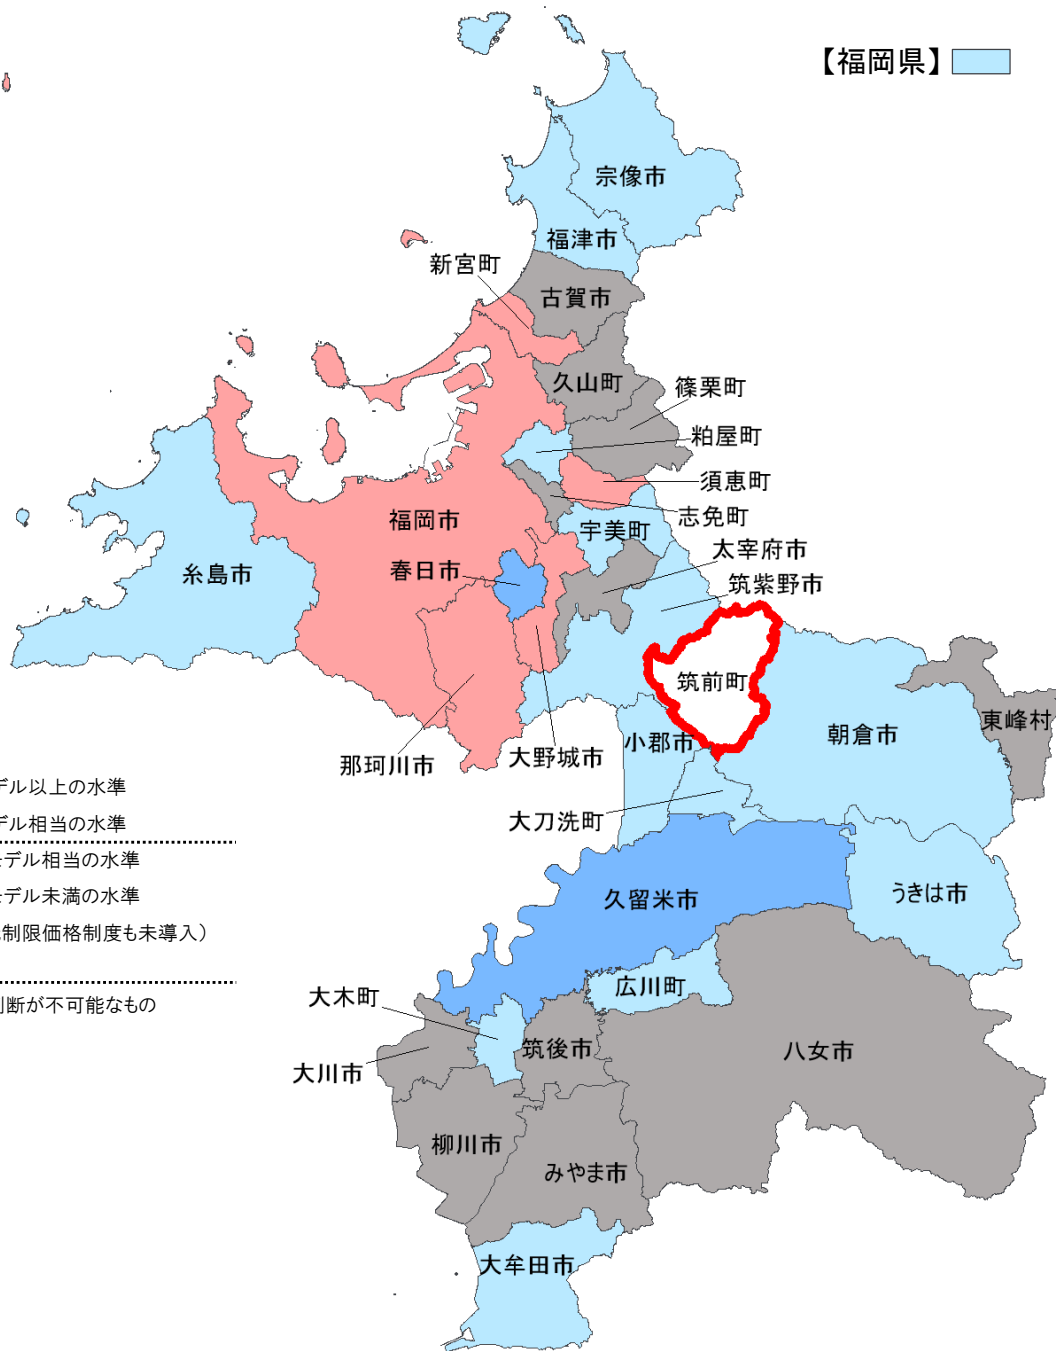 【福岡県】
宗像市
福津市
新宮町
古賀市
久山町
篠栗町
粕屋町
須恵町
福岡市
志免町
宇美町
太宰府市
春日市
糸島市
筑紫野市
筑前町
東峰村
朝倉市
小郡市
那珂川市
大野城市
デル以上の水準
大刀洗町
デル相当の水準
モデル相当の水準
モデル未満の水準
うきは市
久留米市
制限価格制度も未導入）
広川町
大木町
判断が不可能なもの
筑後市
八女市
大川市
柳川市
みやま市
大牟田市